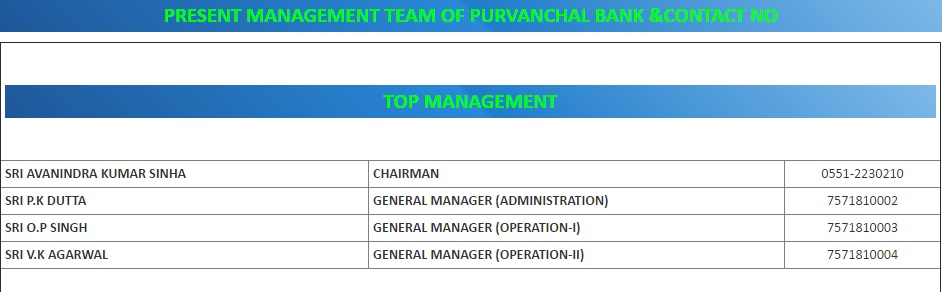 PRESENT MANAGEMENT TEAM OF PURVANCHAL BANK &CONTACT NO
TOP MANAGEMENT
SRI AVANINDRA KUMAR SINHA CHAIRMAN 0551-2230210
SRI P.K DUTTA GENERAL MANAGER (ADMINISTRATION) 7571810002
SRI O.P SINGH GENERAL MANAGER (OPERATION-I) 7571810003
SRI V.K AGARWAL GENERAL MANAGER (OPERATION-II) 7571810004